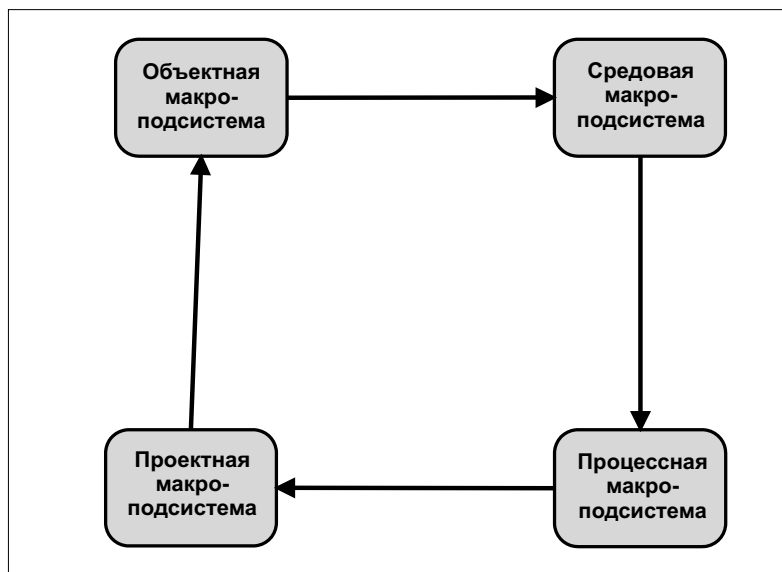 Объектная
макро-
подсистема
Средовая
макро-
подсистема
Проектная
макро-
подсистема
Процессная
макро-
подсистема